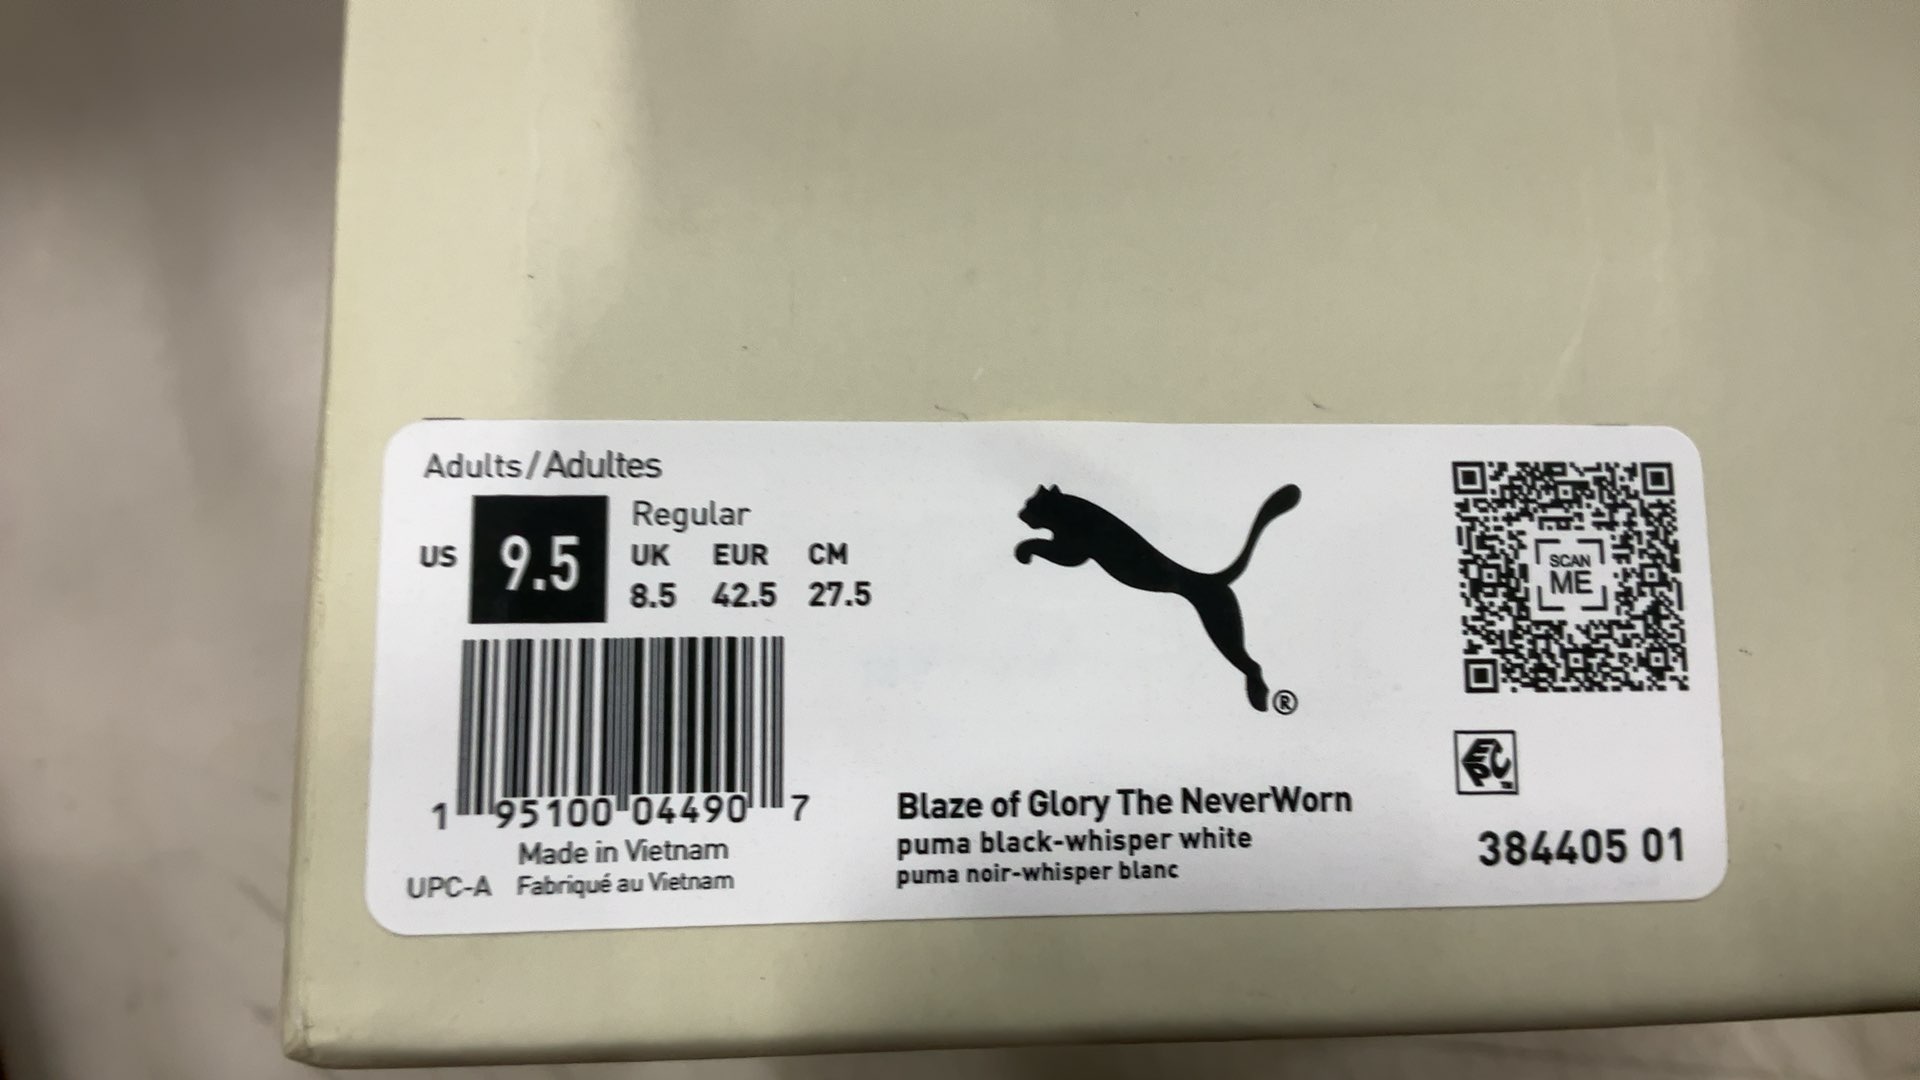 Adults/Adultes
US 9.5
Regular
UK EUR CM
8.5 42.5 27.5
1 95100 04490 7
Made in Vietnam
UPC-A Fabriqué au Vietnam
®
Blaze of Glory The NeverWorn
puma black-whisper white
puma noir-whisper blanc
SCAN
ME
EPC
™
384405 01